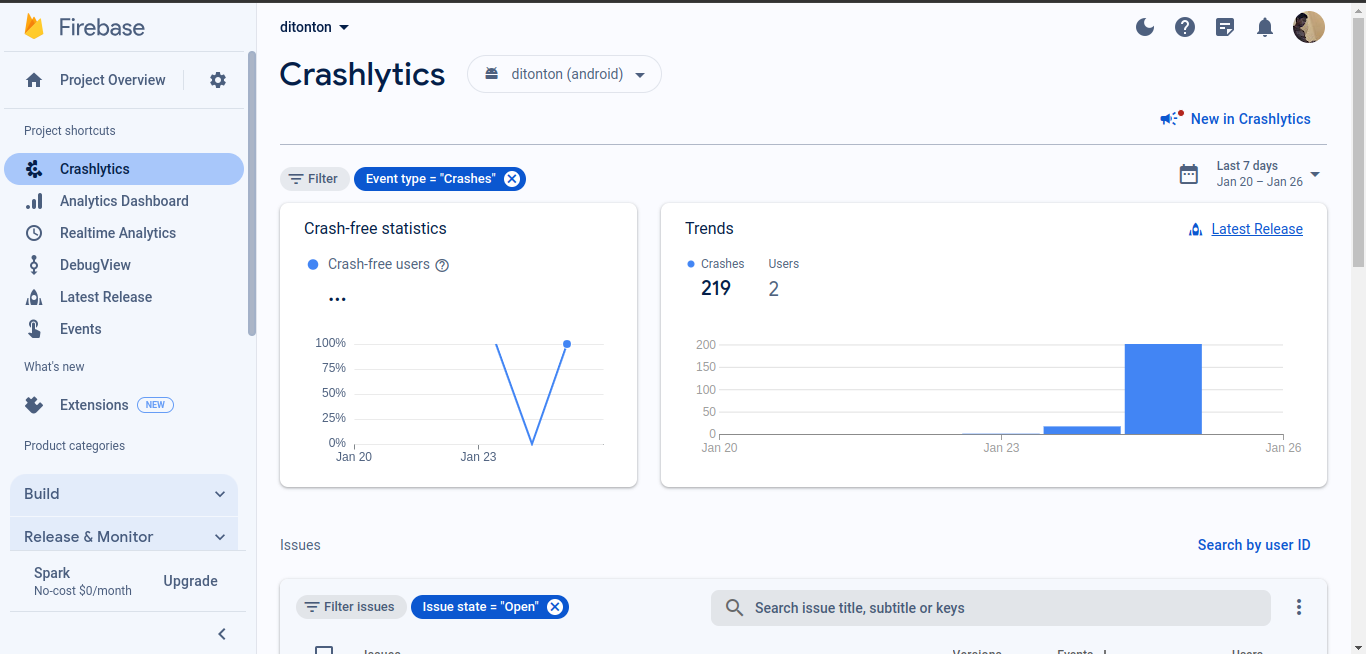 Firebase
Project Overview
Project shortcuts
Crashlytics
Analytics Dashboard
Realtime Analytics
DebugView
Latest Release
Events
What's new
Extensions NEW
Product categories
Build
Release & Monitor
Spark
No-cost $0/month
Upgrade
ditonton
Crashlytics
ditonton (android)
New in Crashlytics
Filter
Event type = "Crashes"
Last 7 days
Jan 20 – Jan 26
Crash-free statistics
Crash-free users
...
100%
75%
50%
25%
0%
Jan 20 Jan 23
Trends
Latest Release
Crashes Users
219 2
200
150
100
50
0
Jan 20 Jan 23 Jan 26
Issues
Search by user ID
Filter issues
Issue state = "Open"
Search issue title, subtitle or keys
Issues Versions Events Users